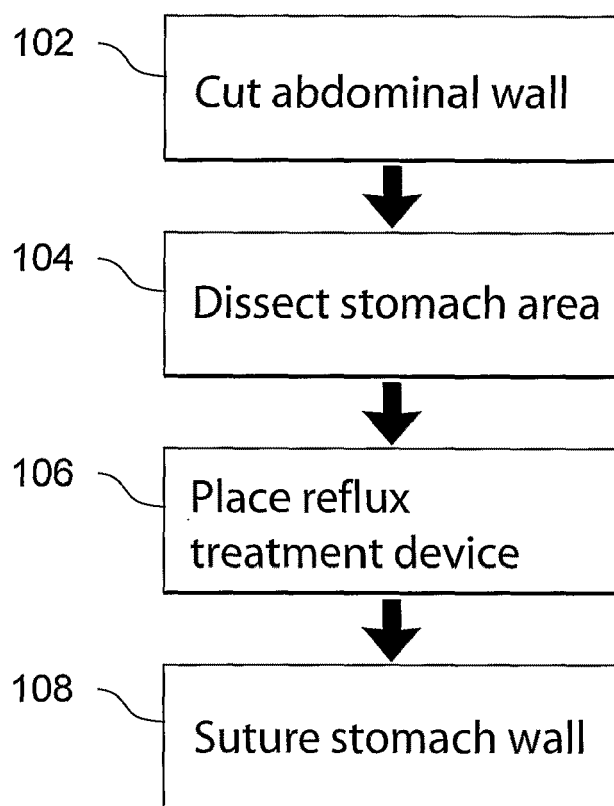 102
Cut abdominal wall
104
Dissect stomach area
106
Place reflux
treatment device
108
Suture stomach wall